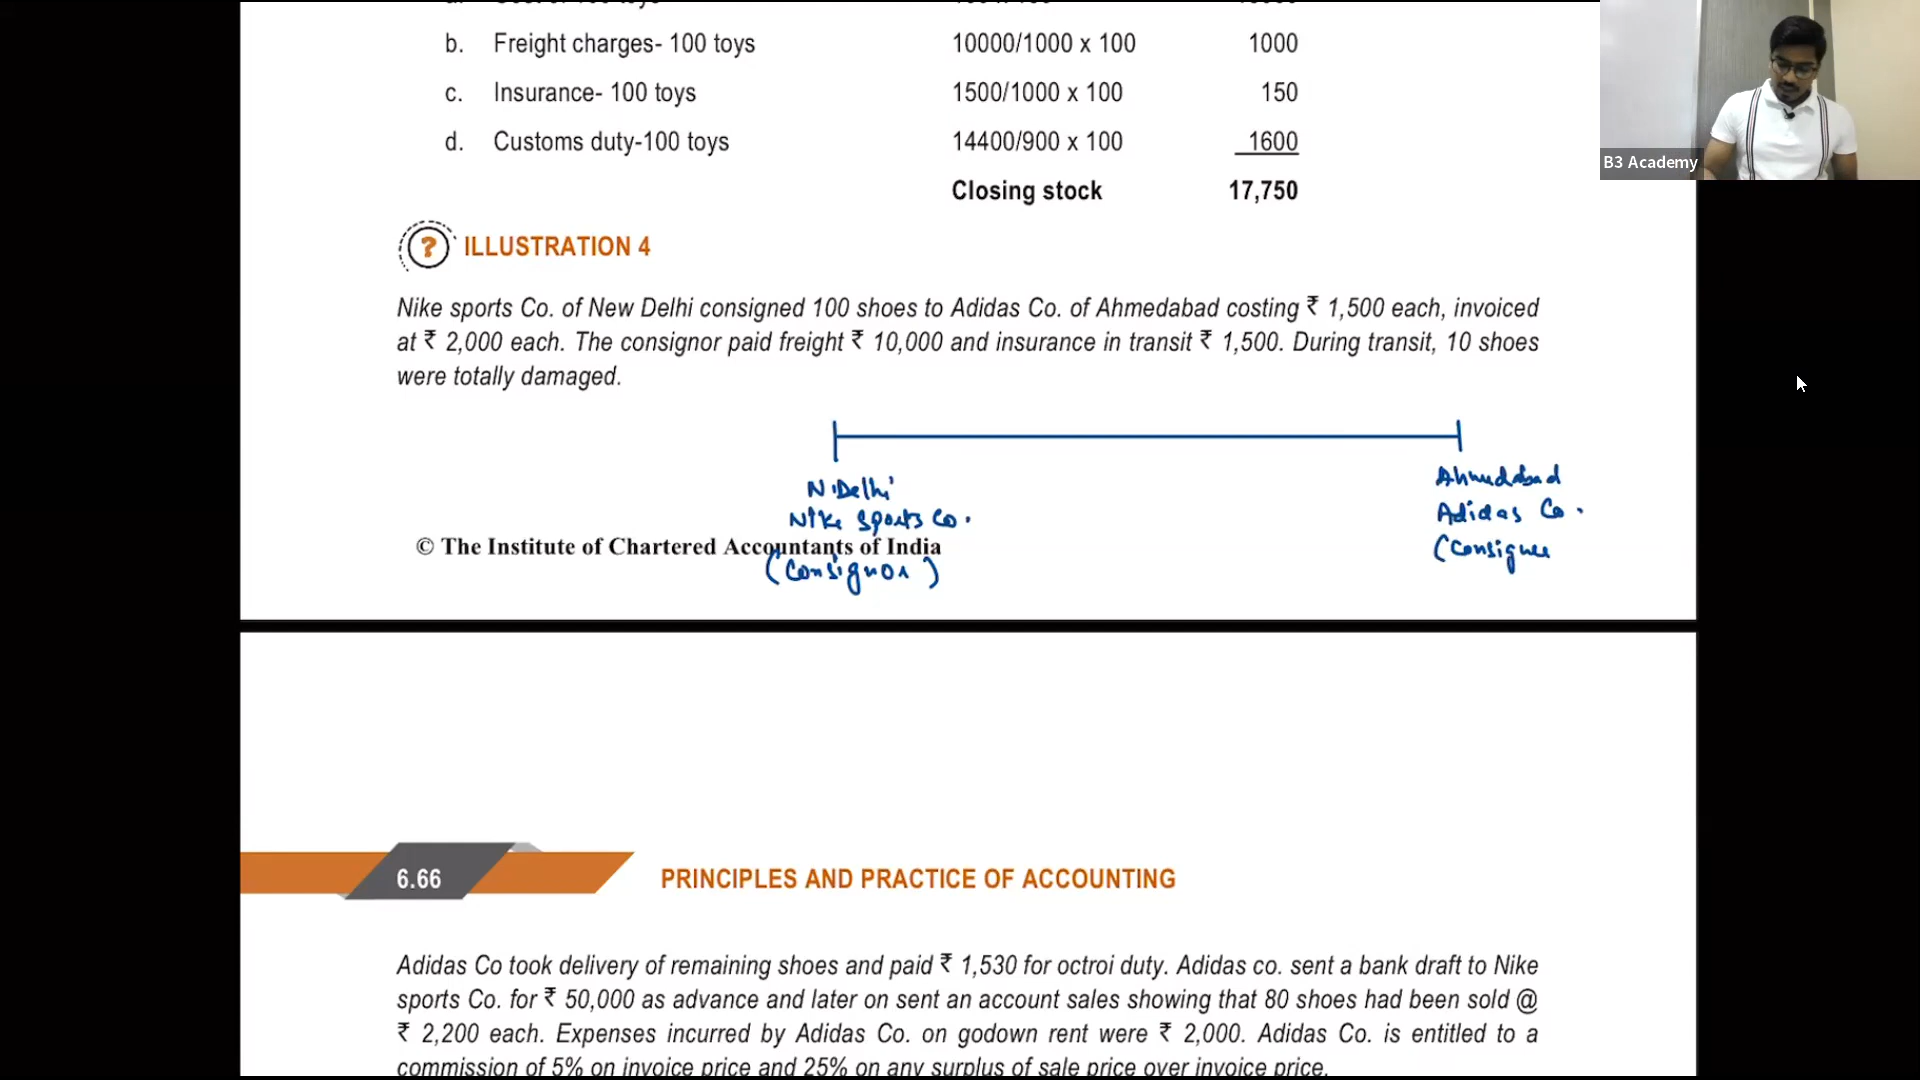 b. Freight charges- 100 toys 10000/1000 x 100 1000
c. Insurance- 100 toys 1500/1000 x 100 150
d. Customs duty-100 toys 14400/900 x 100 1600
Closing stock 17,750
B3 Academy
? ILLUSTRATION 4
Nike sports Co. of New Delhi consigned 100 shoes to Adidas Co. of Ahmedabad costing ₹ 1,500 each, invoiced
at ₹ 2,000 each. The consignor paid freight ₹ 10,000 and insurance in transit ₹ 1,500. During transit, 10 shoes
were totally damaged.
N.Delhi
Nike Sports Co.
(Consignor)
Ahmedabad
Adidas Co.
(Consignee
© The Institute of Chartered Accountants of India
6.66 PRINCIPLES AND PRACTICE OF ACCOUNTING
Adidas Co took delivery of remaining shoes and paid ₹ 1,530 for octroi duty. Adidas co. sent a bank draft to Nike
sports Co. for ₹ 50,000 as advance and later on sent an account sales showing that 80 shoes had been sold @
₹ 2,200 each. Expenses incurred by Adidas Co. on godown rent were ₹ 2,000. Adidas Co. is entitled to a
commission of 5% on invoice price and 25% on any surplus of sale price over invoice price.